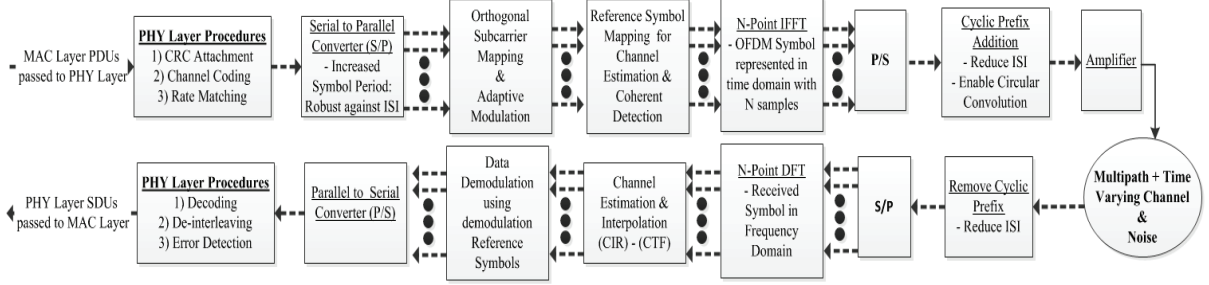 MAC Layer PDUs
passed to PHY Layer
PHY Layer Procedures
1) CRC Attachment
2) Channel Coding
3) Rate Matching
Serial to Parallel
Converter (S/P)
- Increased
Symbol Period:
Robust against ISI
Orthogonal
Subcarrier
Mapping
&
Adaptive
Modulation
Reference Symbol
Mapping for
Channel
Estimation &
Coherent
Detection
N-Point IFFT
- OFDM Symbol
represented in
time domain with
N samples
P/S
Cyclic Prefix
Addition
- Reduce ISI
- Enable Circular
Convolution
Amplifier
Multipath + Time
Varying Channel
&
Noise
Remove Cyclic
Prefix
- Reduce ISI
S/P
N-Point DFT
- Received
Symbol in
Frequency
Domain
Channel
Estimation &
Interpolation
(CIR) - (CTF)
Data
Demodulation
using
demodulation
Reference
Symbols
Parallel to Serial
Converter (P/S)
PHY Layer Procedures
1) Decoding
2) De-interleaving
3) Error Detection
PHY Layer SDUs
passed to MAC Layer